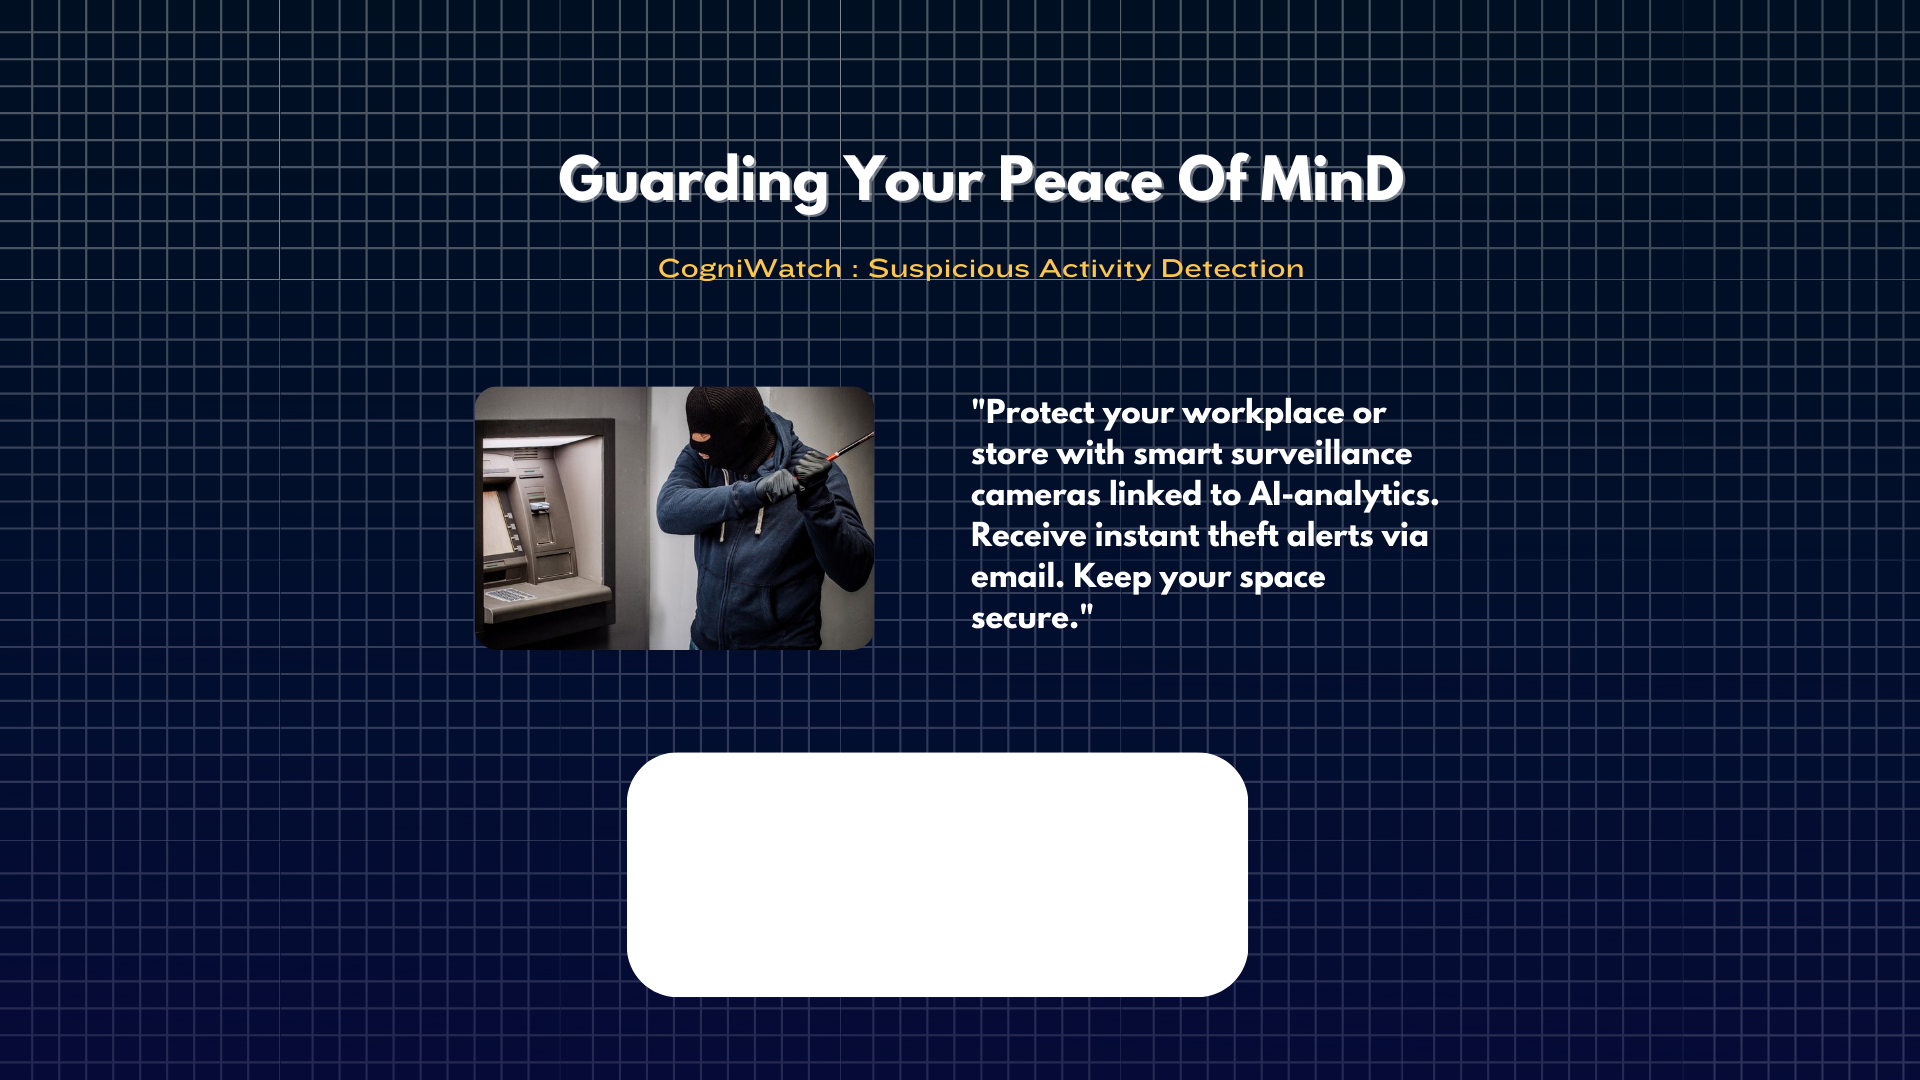 Guarding Your Peace Of MinD
CogniWatch : Suspicious Activity Detection
"Protect your workplace or
store with smart surveillance
cameras linked to AI-analytics.
Receive instant theft alerts via
email. Keep your space
secure."